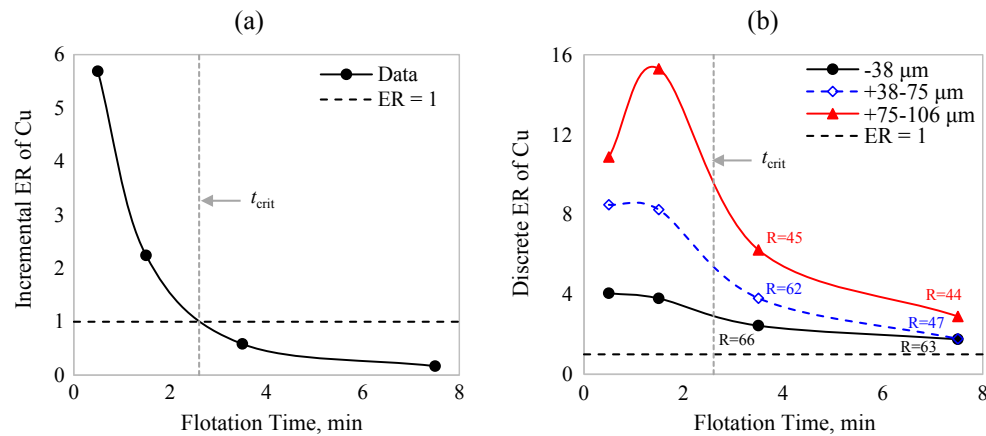 (a)
Incremental ER of Cu
6
5
4
3
2
1
0
0 2 4 6 8
Flotation Time, min
Data
ER = 1
t_crit
(b)
Discrete ER of Cu
16
12
8
4
0
0 2 4 6 8
Flotation Time, min
-38 μm
+38-75 μm
+75-106 μm
ER = 1
t_crit
R=45
R=62
R=66
R=44
R=47
R=63